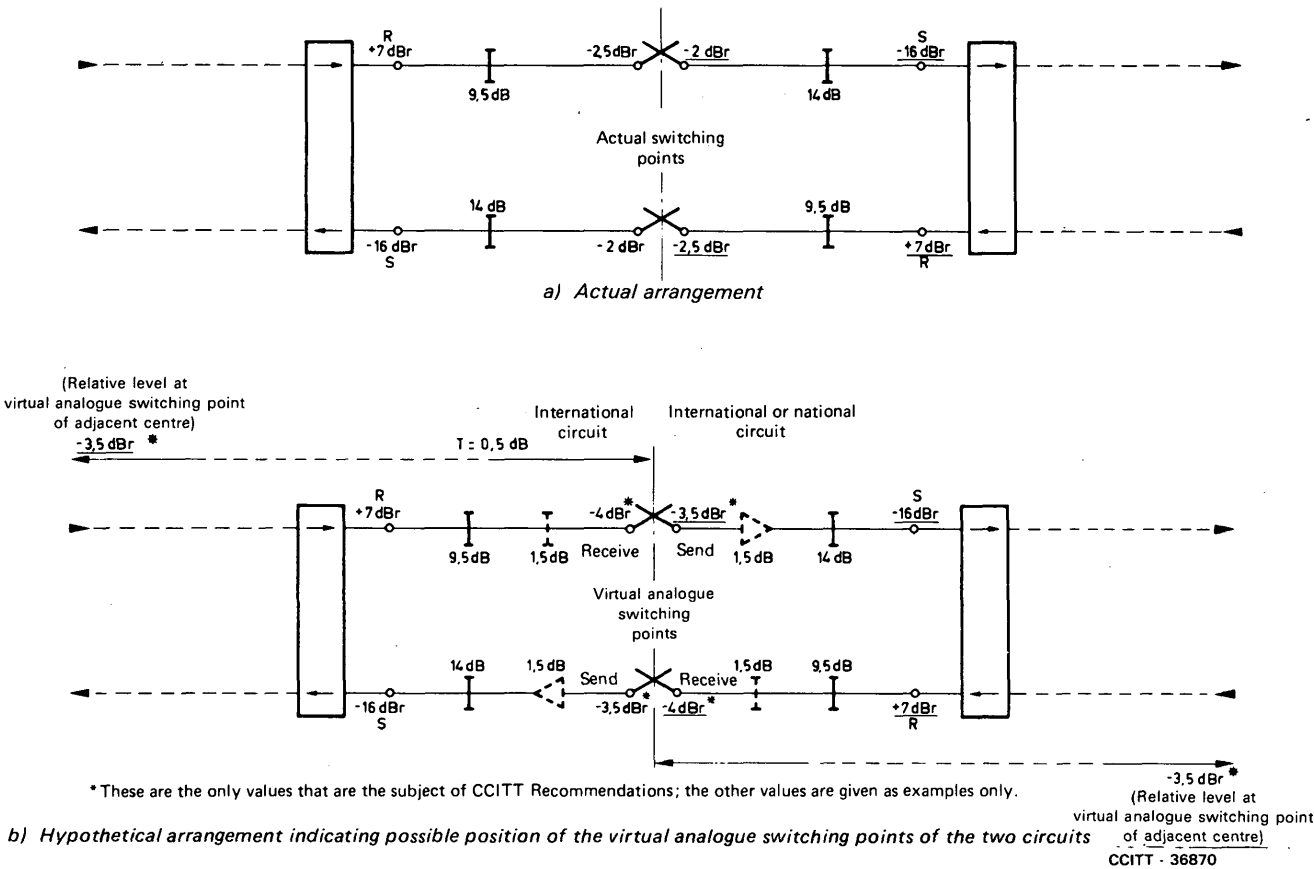 R
+7 dBr
9,5 dB
-2,5 dBr
-2 dBr
14 dB
S
-16 dBr
Actual switching
points
14 dB
-16 dBr
S
-2 dBr
-2,5 dBr
9,5 dB
+7 dBr
R
a) Actual arrangement
(Relative level at
virtual analogue switching point
of adjacent centre)
-3,5 dBr *
T = 0,5 dB
International
circuit
International or national
circuit
R
+7 dBr
9,5 dB
1,5 dB
-4 dBr *
Receive
-3,5 dBr *
Send
1,5 dB
14 dB
S
-16 dBr
Virtual analogue
switching
points
14 dB
1,5 dB
Send
Receive
1,5 dB
9,5 dB
-16 dBr
S
-3,5 dBr *
-4 dBr *
+7 dBr
R
-3,5 dBr *
(Relative level at
virtual analogue switching point
of adjacent centre)
* These are the only values that are the subject of CCITT Recommendations; the other values are given as examples only.
b) Hypothetical arrangement indicating possible position of the virtual analogue switching points of the two circuits
CCITT - 36870